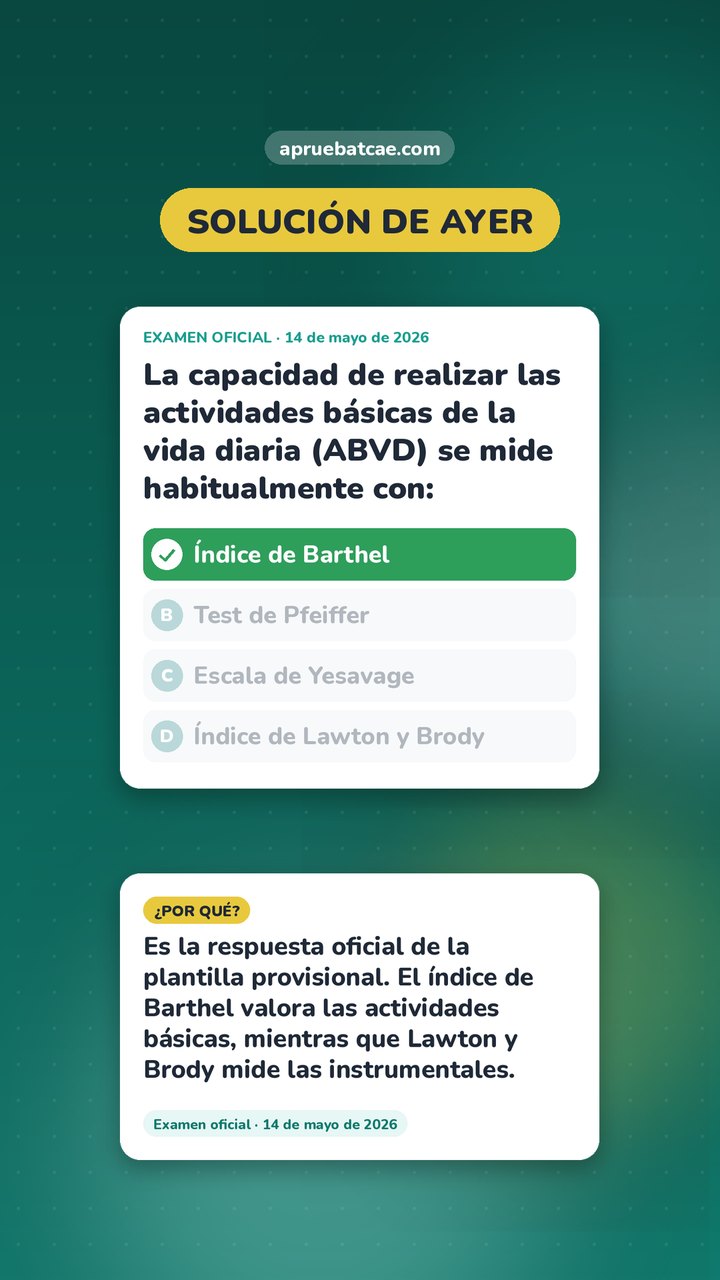 apruebatcae.com
SOLUCIÓN DE AYER
EXAMEN OFICIAL · 14 de mayo de 2026
La capacidad de realizar las
actividades básicas de la
vida diaria (ABVD) se mide
habitualmente con:
Índice de Barthel
B Test de Pfeiffer
C Escala de Yesavage
D Índice de Lawton y Brody
¿POR QUÉ?
Es la respuesta oficial de la
plantilla provisional. El índice de
Barthel valora las actividades
básicas, mientras que Lawton y
Brody mide las instrumentales.
Examen oficial · 14 de mayo de 2026